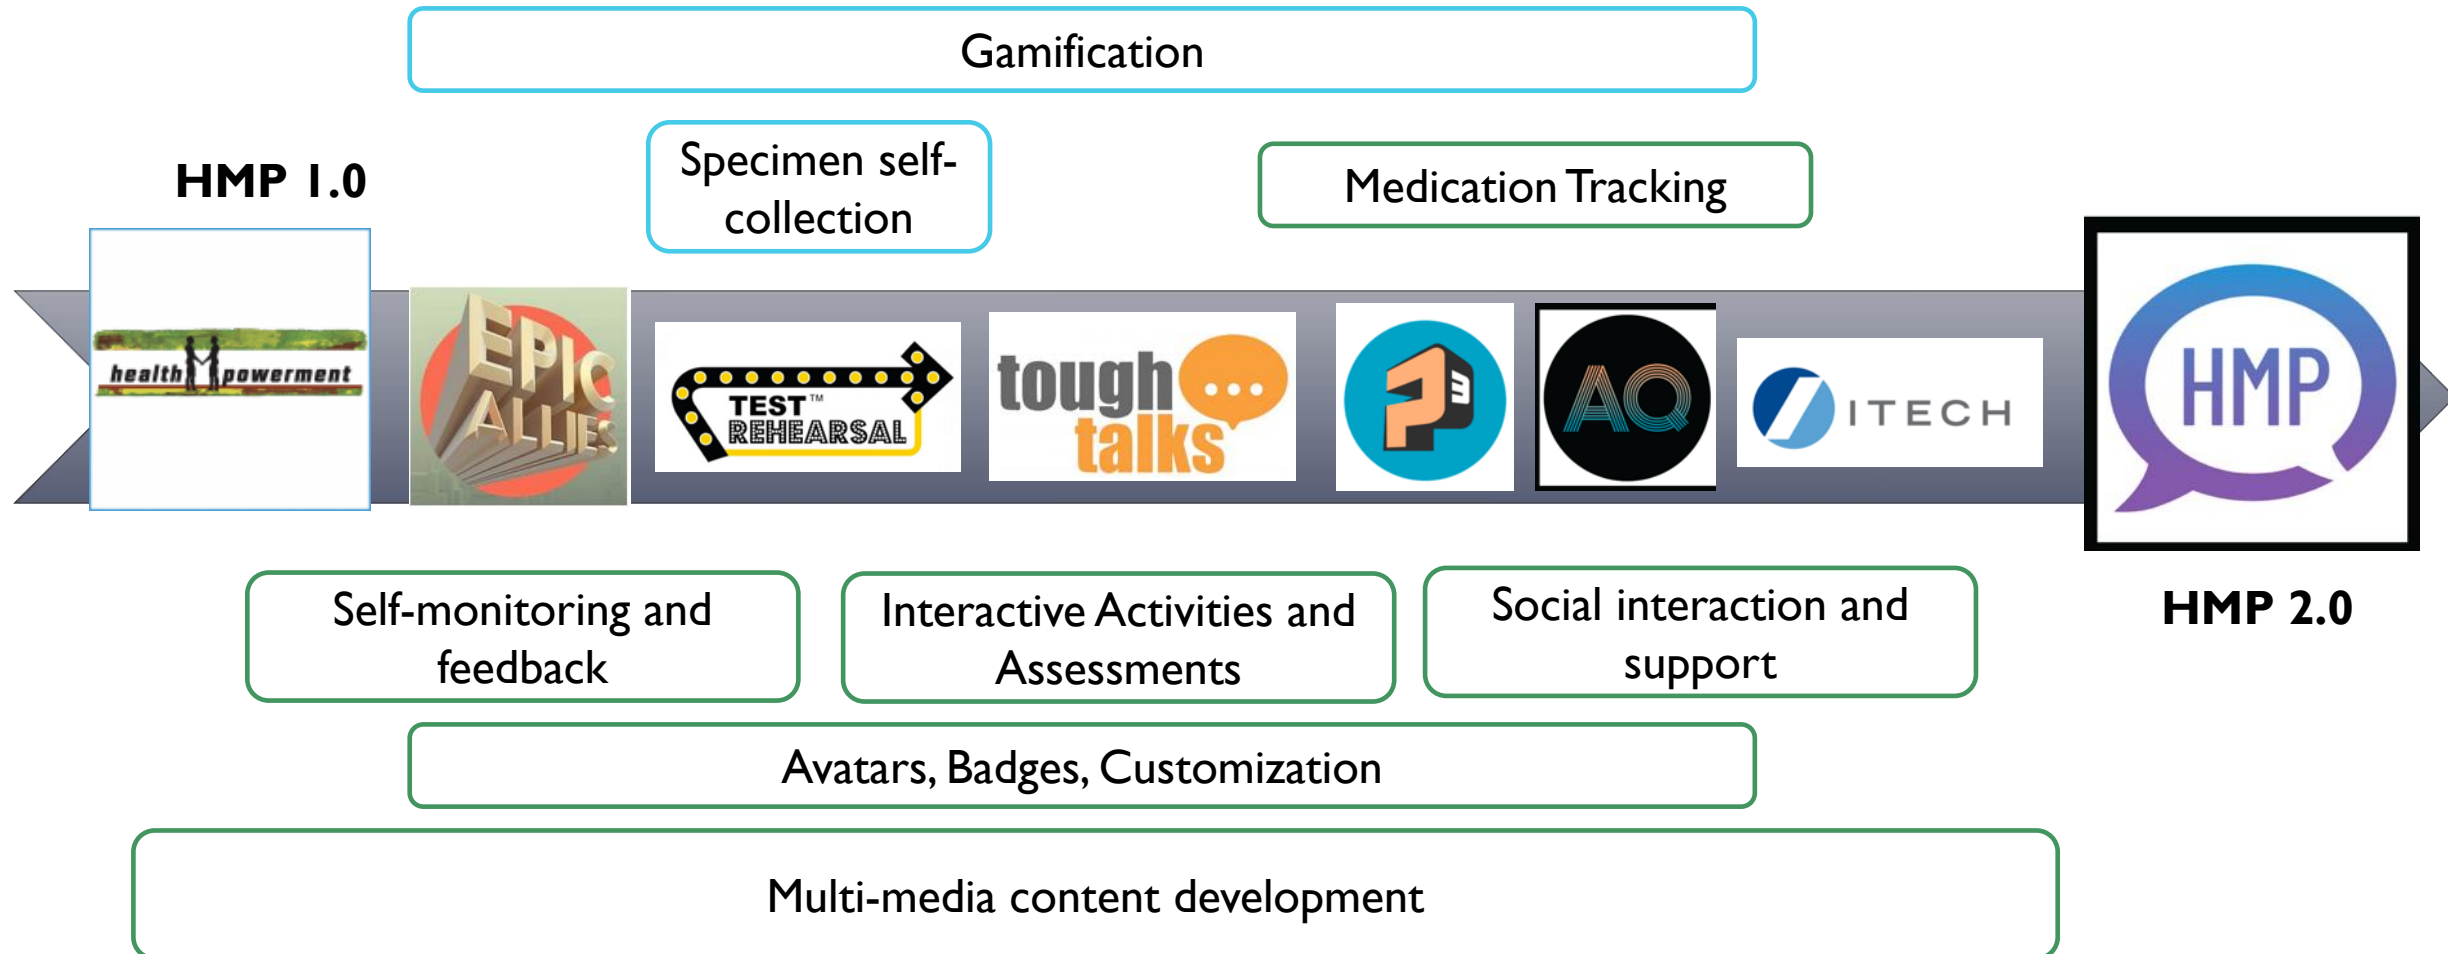 Gamification
Specimen self-
collection
Medication Tracking
HMP 1.0
health M powerment
EPIC
ALLIES
TEST™
REHEARSAL
tough
talks
P3
AQ
ITECH
HMP
Self-monitoring and
feedback
Interactive Activities and
Assessments
Social interaction and
support
HMP 2.0
Avatars, Badges, Customization
Multi-media content development